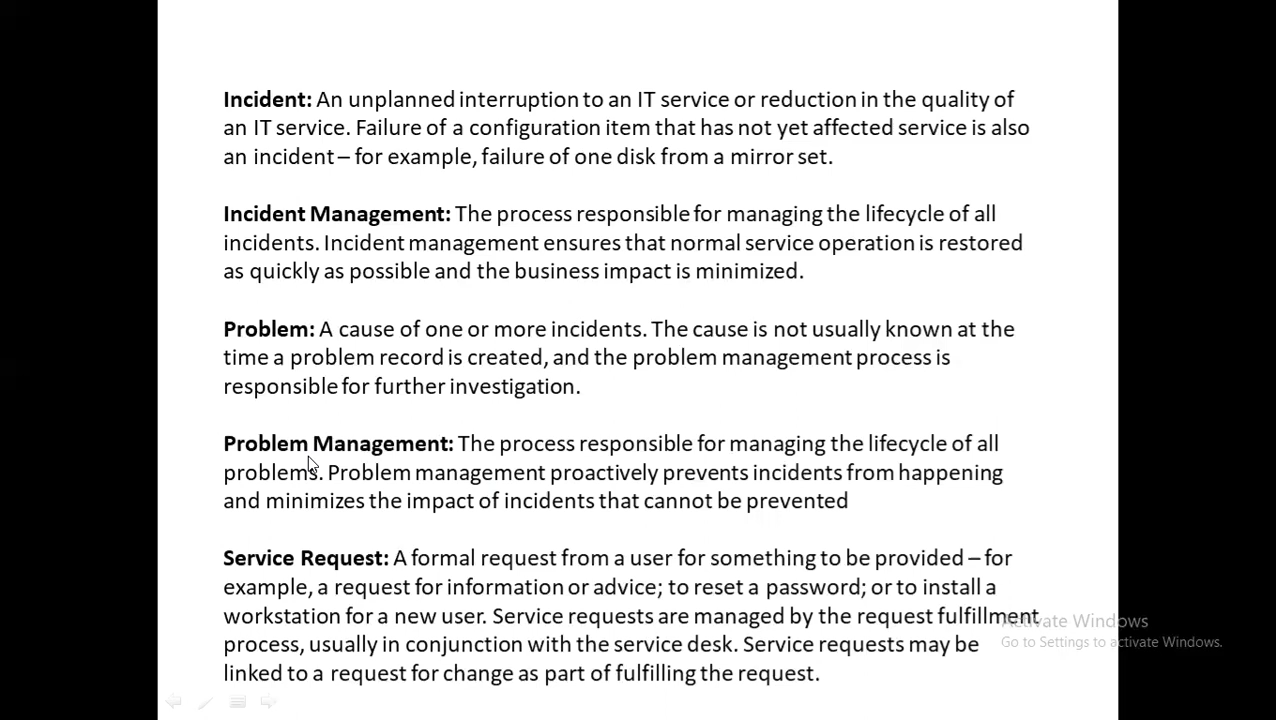 Incident: An unplanned interruption to an IT service or reduction in the quality of
an IT service. Failure of a configuration item that has not yet affected service is also
an incident – for example, failure of one disk from a mirror set.
Incident Management: The process responsible for managing the lifecycle of all
incidents. Incident management ensures that normal service operation is restored
as quickly as possible and the business impact is minimized.
Problem: A cause of one or more incidents. The cause is not usually known at the
time a problem record is created, and the problem management process is
responsible for further investigation.
Problem Management: The process responsible for managing the lifecycle of all
problems. Problem management proactively prevents incidents from happening
and minimizes the impact of incidents that cannot be prevented
Service Request: A formal request from a user for something to be provided – for
example, a request for information or advice; to reset a password; or to install a
workstation for a new user. Service requests are managed by the request fulfillment
process, usually in conjunction with the service desk. Service requests may be
linked to a request for change as part of fulfilling the request.
Activate Windows
Go to Settings to activate Windows.